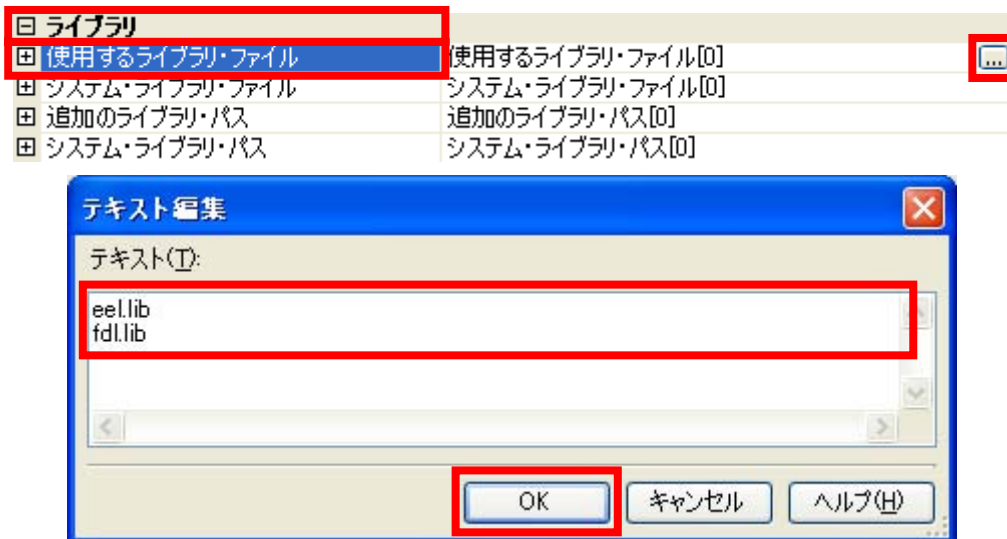 ライブラリ
使用するライブラリ・ファイル 使用するライブラリ・ファイル[0] ...
システム・ライブラリ・ファイル システム・ライブラリ・ファイル[0]
追加のライブラリ・パス 追加のライブラリ・パス[0]
システム・ライブラリ・パス システム・ライブラリ・パス[0]
テキスト編集
テキスト(T):
eel.lib
fdl.lib
OK キャンセル ヘルプ(H)